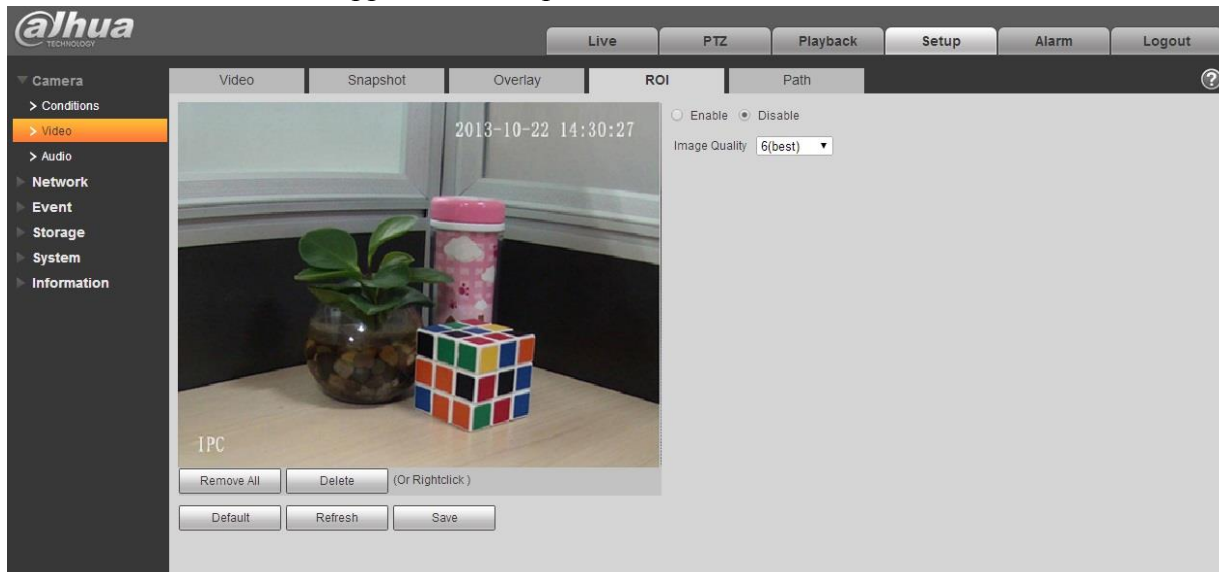 alhua
TECHNOLOGY
Live
PTZ
Playback
Setup
Alarm
Logout
Camera
> Conditions
> Video
> Audio
Network
Event
Storage
System
Information
Video
Snapshot
Overlay
ROI
Path
?
2013-10-22 14:30:27
IPC
Enable
Disable
Image Quality 6(best)
Remove All
Delete
(Or Rightclick )
Default
Refresh
Save